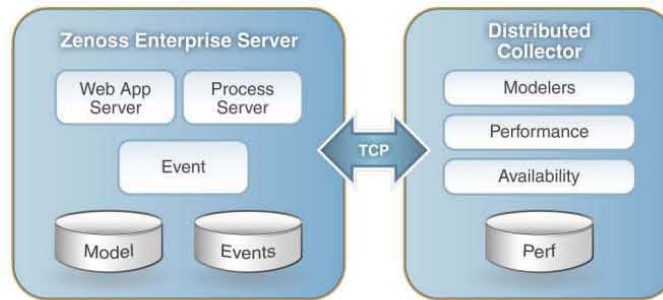 Zenoss Enterprise Server
Web App
Server
Process
Server
Event
Model
Events
TCP
Distributed
Collector
Modelers
Performance
Availability
Perf